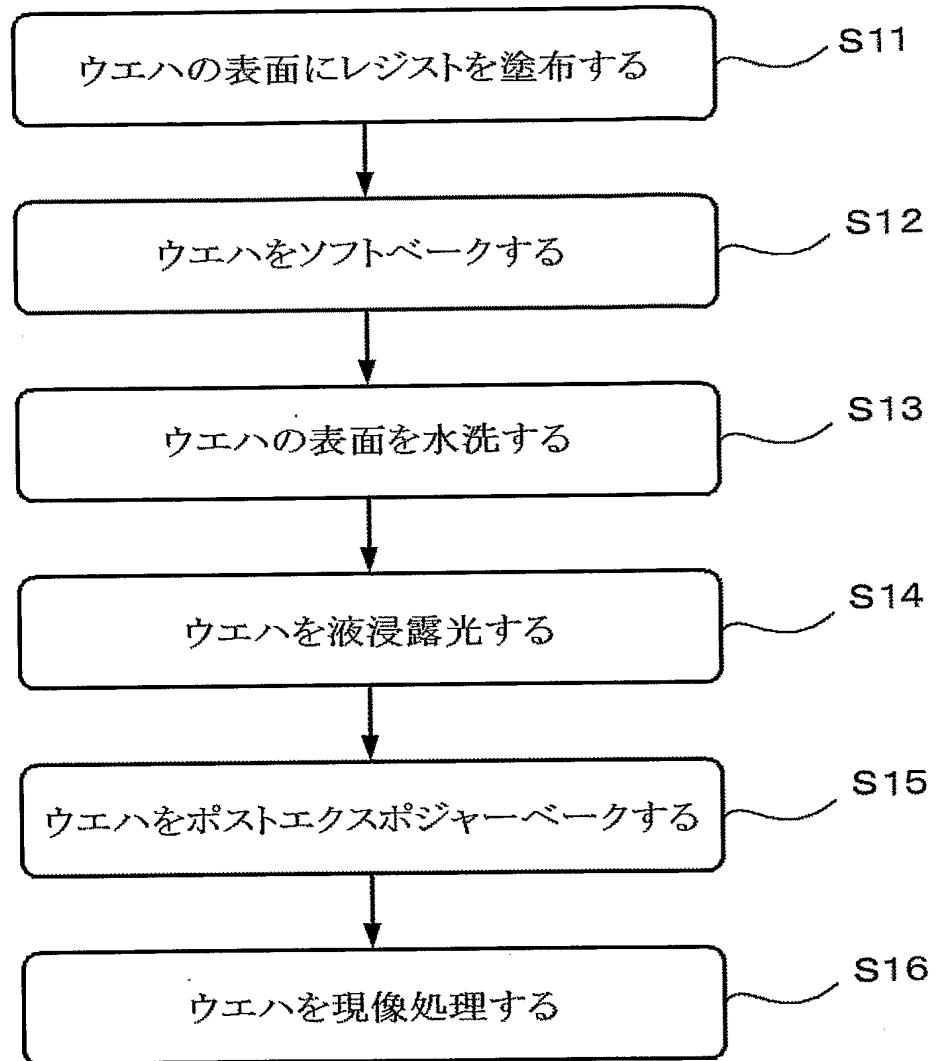 ウエハの表面にレジストを塗布する
S11
ウエハをソフトベークする
S12
ウエハの表面を水洗する
S13
ウエハを液浸露光する
S14
ウエハをポストエクスポジャーベークする
S15
ウエハを現像処理する
S16